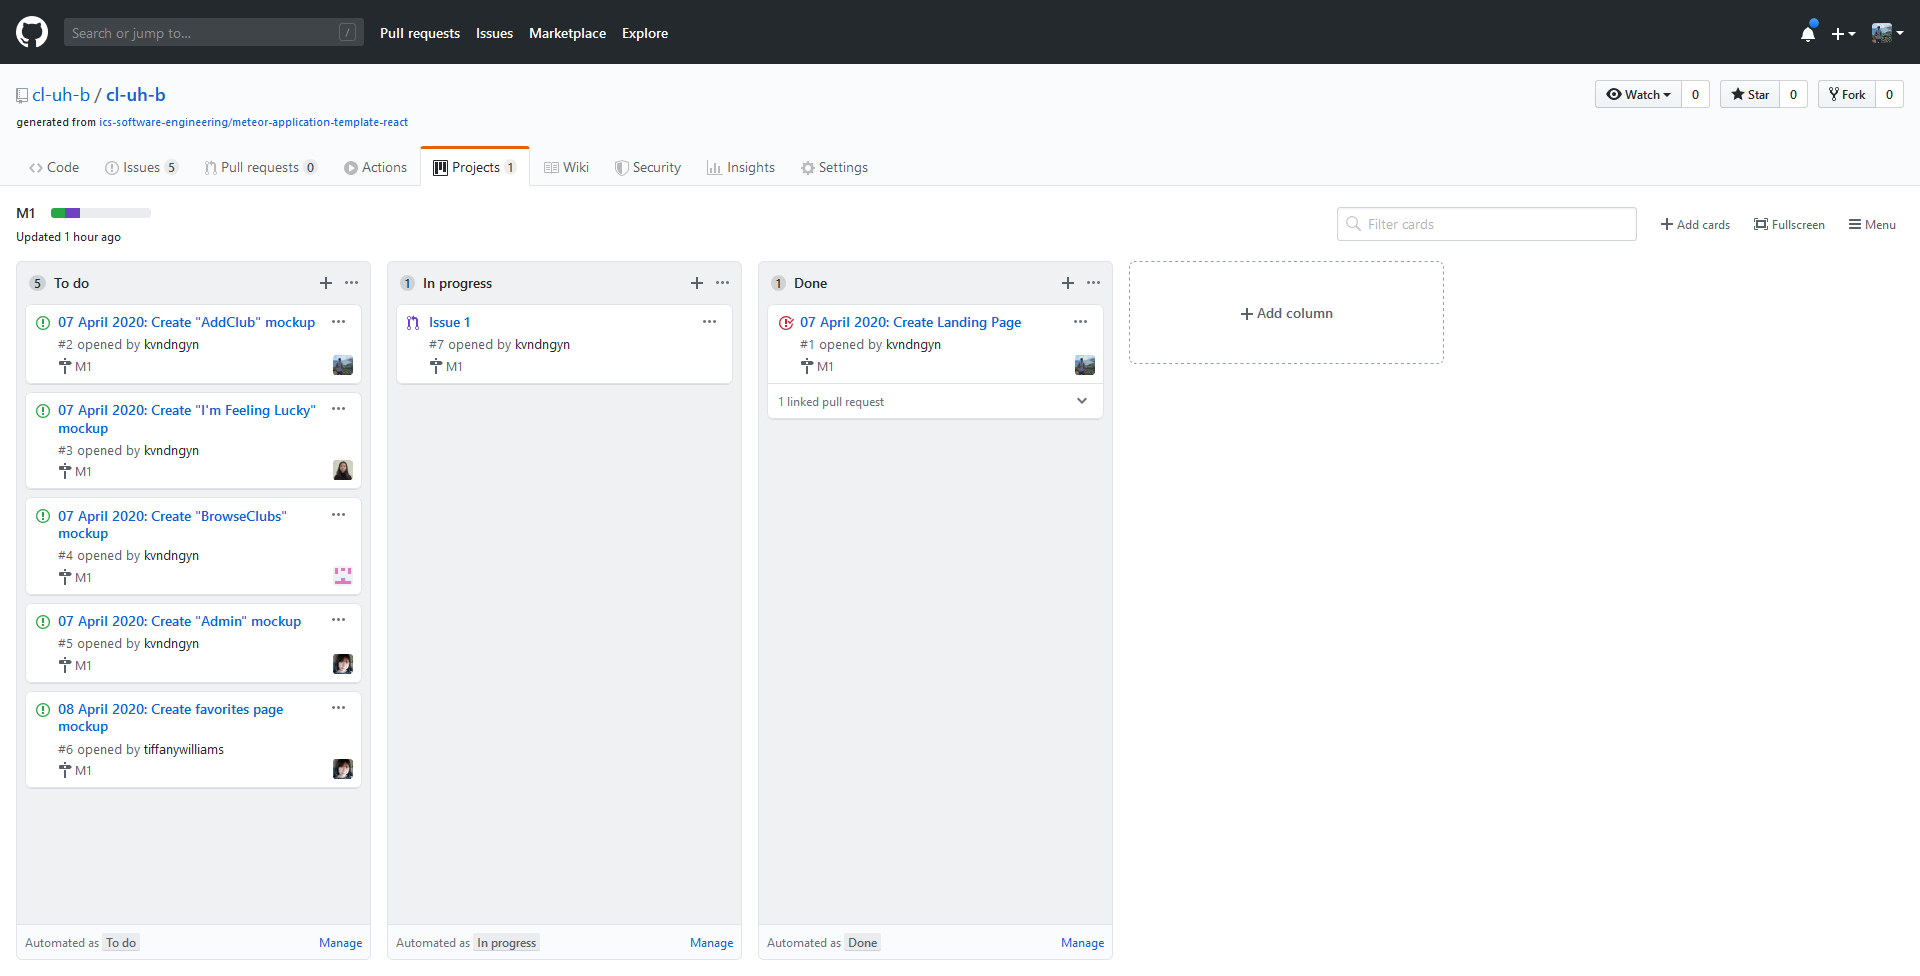 Search or jump to... /
Pull requests Issues Marketplace Explore
cl-uh-b / cl-uh-b
Watch 0 Star 0 Fork 0
generated from ics-software-engineering/meteor-application-template-react
Code Issues 5 Pull requests 0 Actions Projects 1 Wiki Security Insights Settings
M1
Updated 1 hour ago
Filter cards
Add cards Fullscreen Menu
5 To do
07 April 2020: Create "AddClub" mockup
#2 opened by kvndngyn
M1
07 April 2020: Create "I'm Feeling Lucky"
mockup
#3 opened by kvndngyn
M1
07 April 2020: Create "BrowseClubs"
mockup
#4 opened by kvndngyn
M1
07 April 2020: Create "Admin" mockup
#5 opened by kvndngyn
M1
08 April 2020: Create favorites page
mockup
#6 opened by tiffanywilliams
M1
Automated as To do Manage
1 In progress
Issue 1
#7 opened by kvndngyn
M1
Automated as In progress Manage
1 Done
07 April 2020: Create Landing Page
#1 opened by kvndngyn
M1
1 linked pull request
Automated as Done Manage
Add column